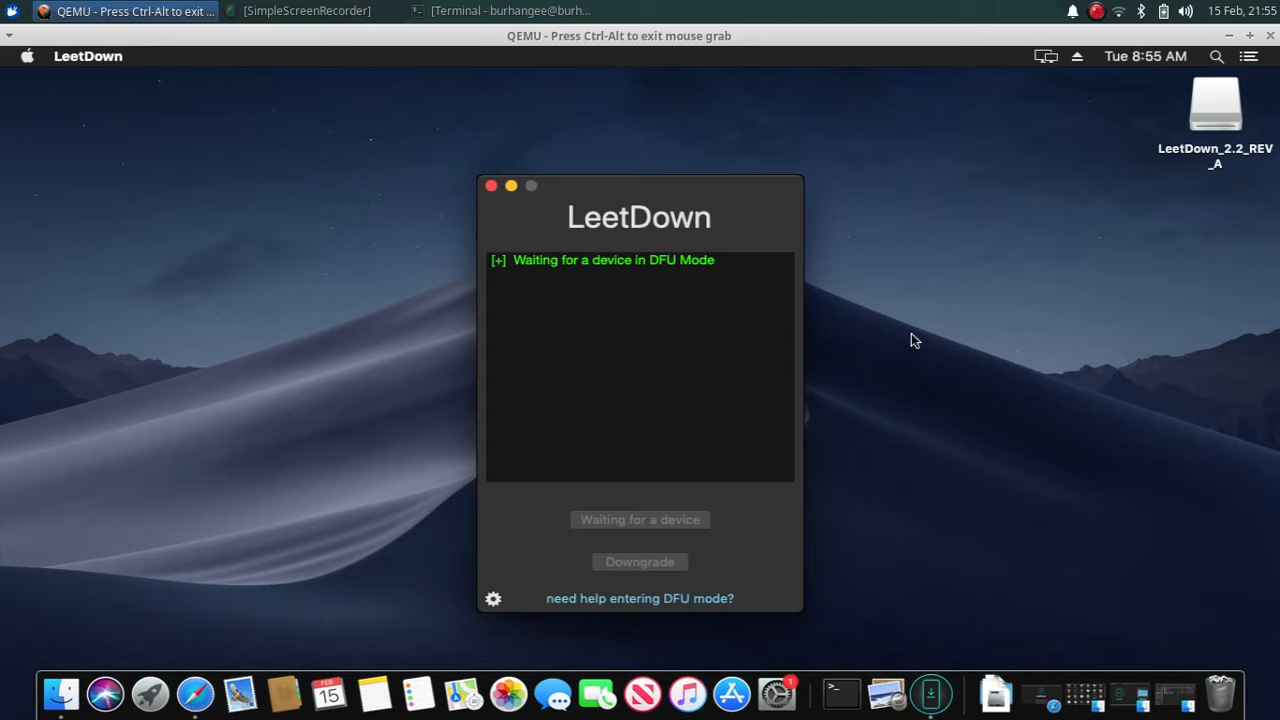 QEMU - Press Ctrl-Alt to exit ...
[SimpleScreenRecorder]
[Terminal - burhangee@burh...
15 Feb, 21:55
QEMU - Press Ctrl-Alt to exit mouse grab
LeetDown
Tue 8:55 AM
LeetDown_2.2_REV
_A
LeetDown
[+] Waiting for a device in DFU Mode
Waiting for a device
Downgrade
need help entering DFU mode?
FEB
15
1